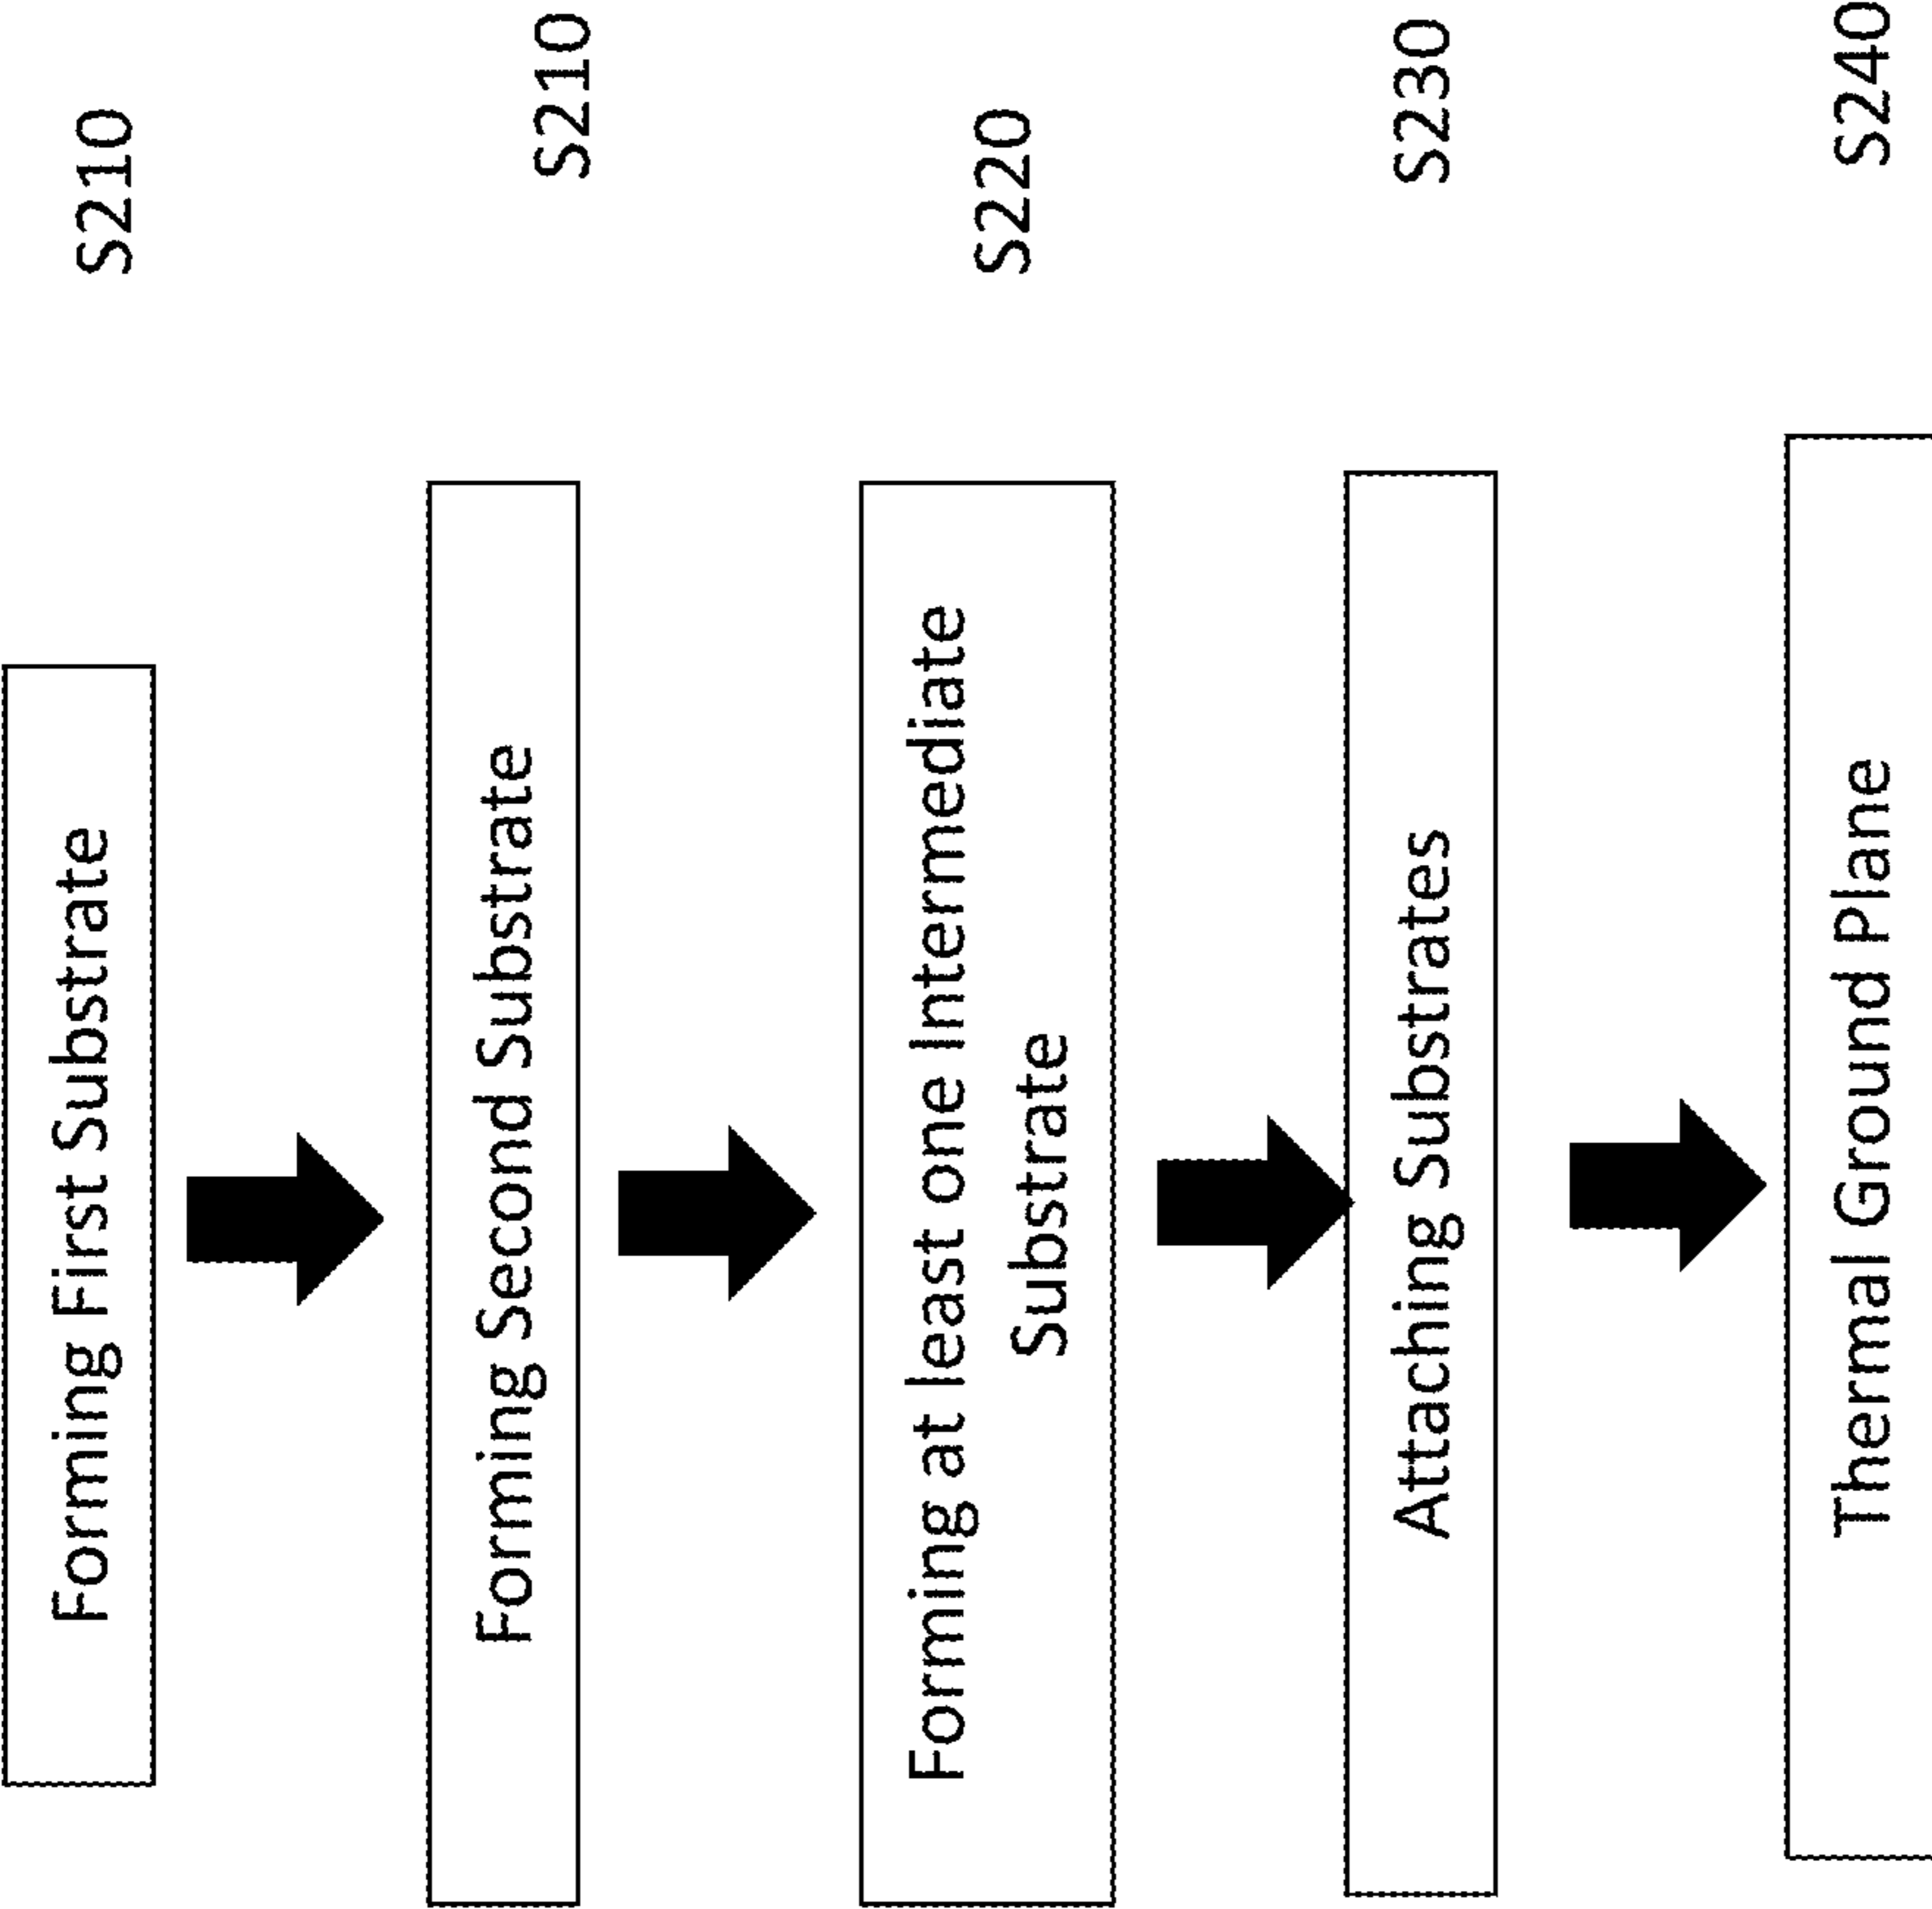 Forming First Substrate
S210
Forming Second Substrate
S210
Forming at least one Intermediate
Substrate
S220
Attaching Substrates
S230
Thermal Ground Plane
S240